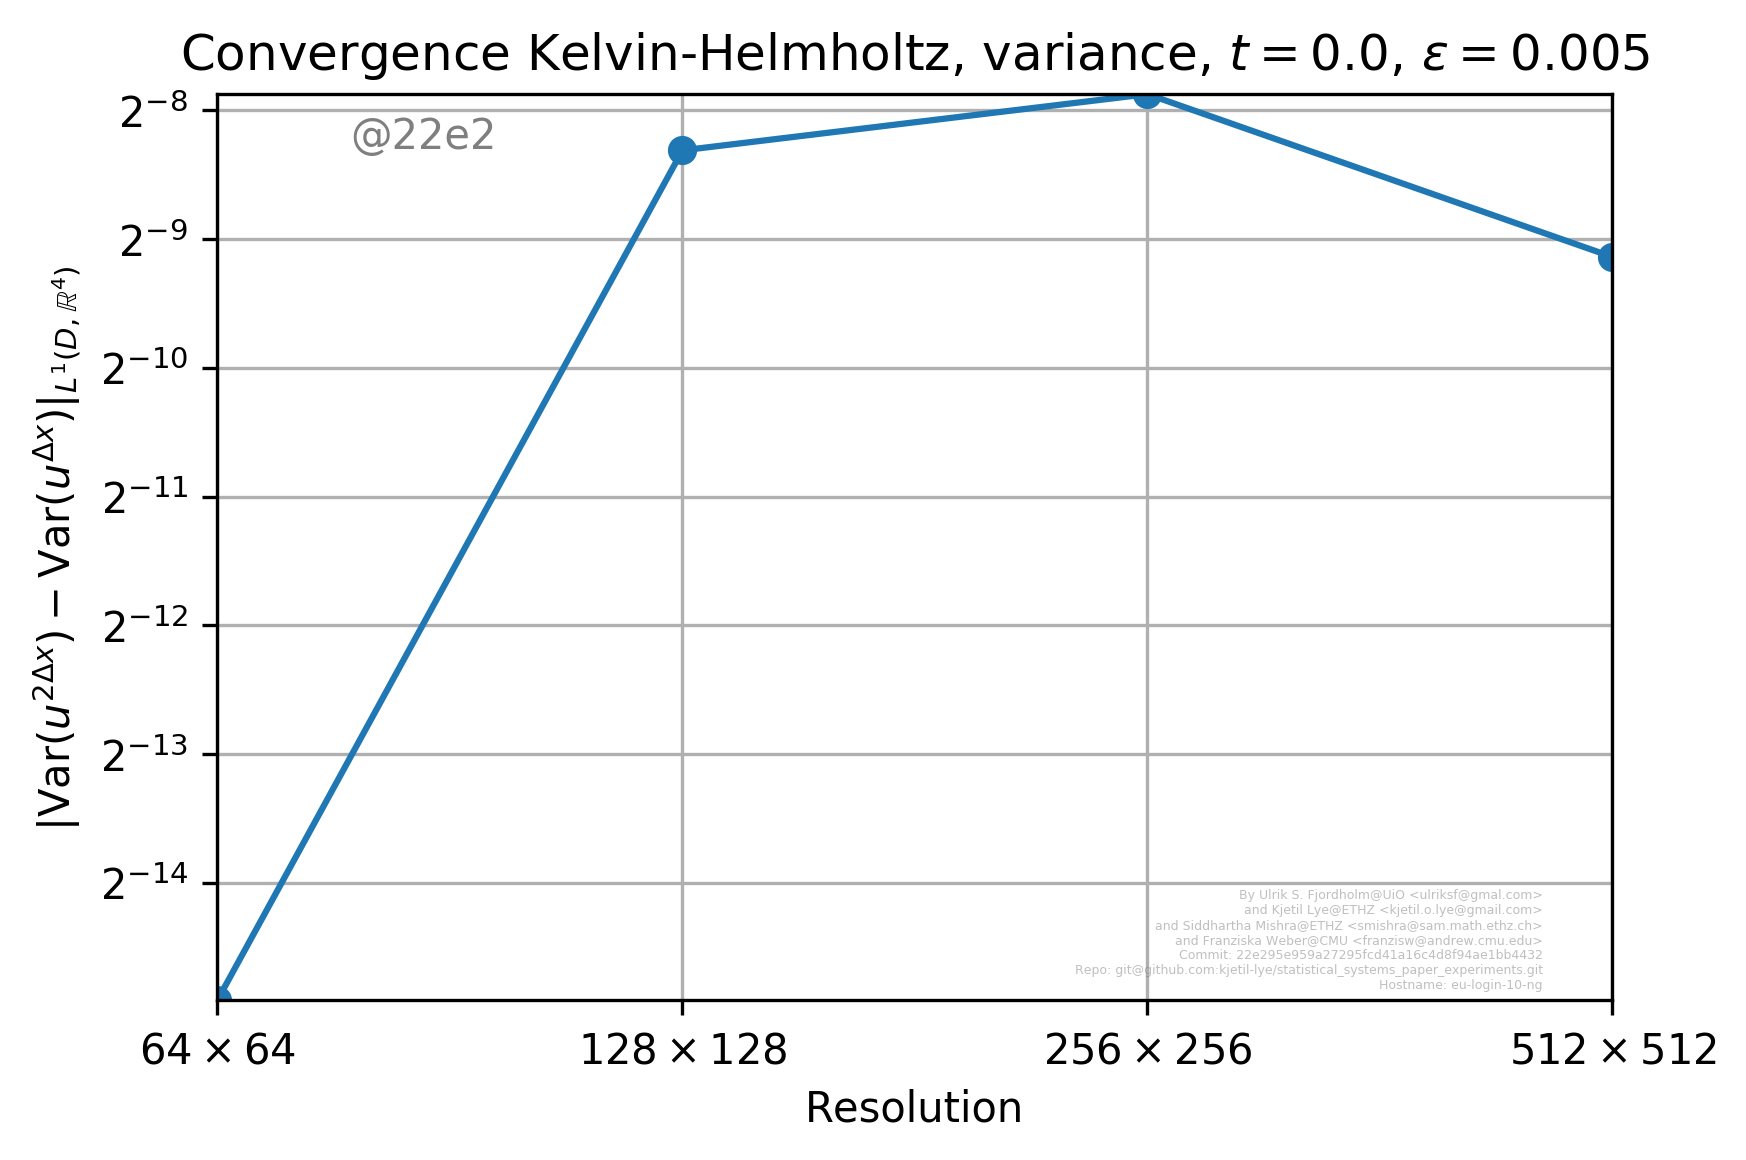 Convergence Kelvin-Helmholtz, variance, t = 0.0, ε = 0.005
@22e2
2⁻⁸
2⁻⁹
2⁻¹⁰
2⁻¹¹
2⁻¹²
2⁻¹³
2⁻¹⁴
|Var(u^{2Δx}) − Var(u^{Δx})|_{L¹(D, ℝ⁴)}
By Ulrik S. Fjordholm@UiO <ulriksf@gmal.com>
and Kjetil Lye@ETHZ <kjetil.o.lye@gmail.com>
and Siddhartha Mishra@ETHZ <smishra@sam.math.ethz.ch>
and Franziska Weber@CMU <franzisw@andrew.cmu.edu>
Commit: 22e295e959a27295fcd41a16c4d8f94ae1bb4432
Repo: git@github.com:kjetil-lye/statistical_systems_paper_experiments.git
Hostname: eu-login-10-ng
64 × 64
128 × 128
256 × 256
512 × 512
Resolution